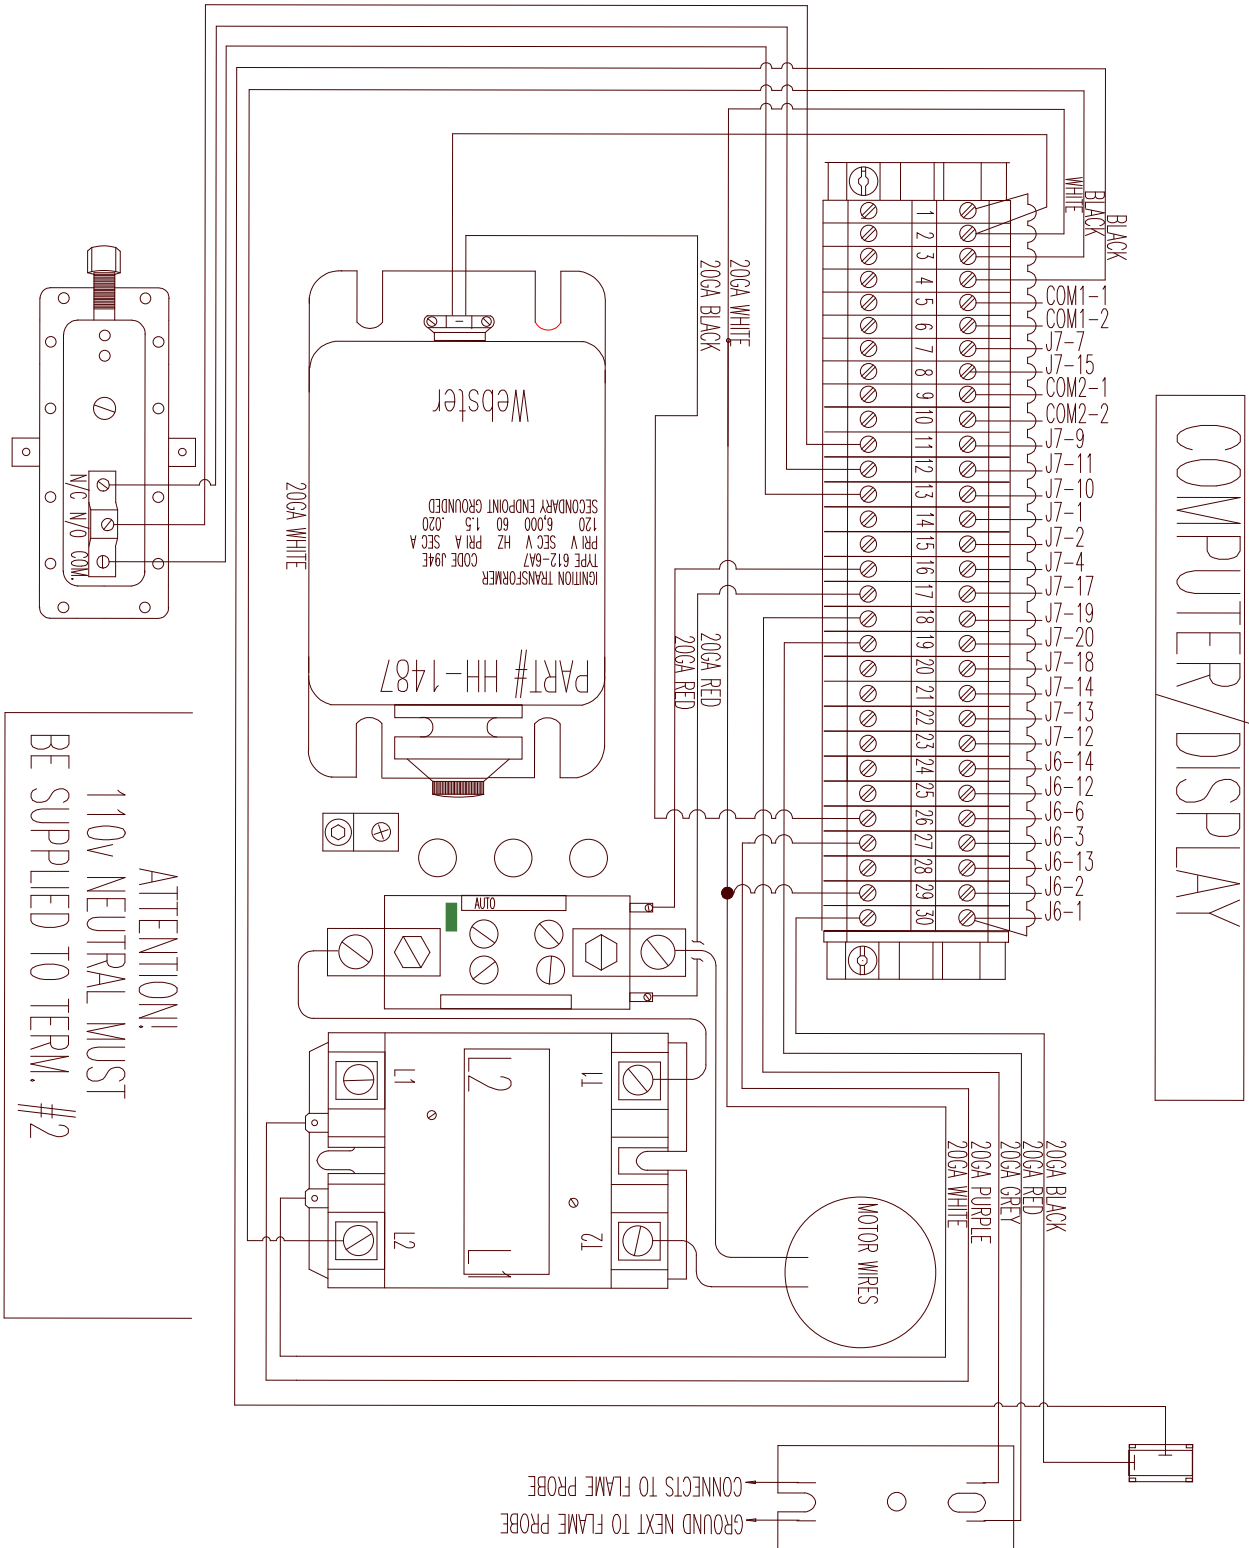 COMPUTER/DISPLAY
BLACK
BLACK
WHITE
1
2
3
4
5
6
7
8
9
10
11
12
13
14
15
16
17
18
19
20
21
22
23
24
25
26
27
28
29
30
COM1-1
COM1-2
J7-7
J7-15
COM2-1
COM2-2
J7-9
J7-11
J7-10
J7-1
J7-2
J7-4
J7-17
J7-19
J7-20
J7-18
J7-14
J7-13
J7-12
J6-14
J6-12
J6-6
J6-3
J6-13
J6-2
J6-1
20GA WHITE
20GA BLACK
20GA RED
20GA RED
20GA WHITE
Webster
IGNITION TRANSFORMER
TYPE 612-6A7 CODE J94E
PRI V SEC V HZ PRI A SEC A
120 6,000 60 1.5 .020
SECONDARY ENDPOINT GROUNDED
PART# HH-1487
N/C N/O COM.
AUTO
L1
L2
T1
T2
L2
L1
MOTOR WIRES
20GA BLACK
20GA RED
20GA GREY
20GA PURPLE
20GA WHITE
CONNECTS TO FLAME PROBE
GROUND NEXT TO FLAME PROBE
ATTENTION!
110v NEUTRAL MUST
BE SUPPLIED TO TERM. #2